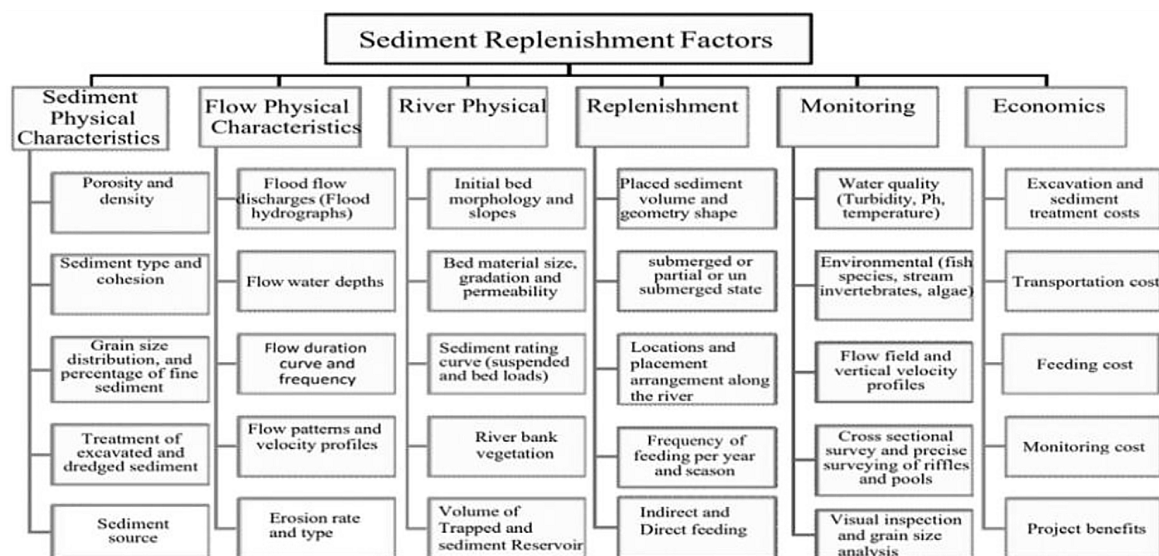 Sediment Replenishment Factors
Sediment
Physical
Characteristics
Flow Physical
Characteristics
River Physical
Replenishment
Monitoring
Economics
Porosity and
density
Sediment type and
cohesion
Grain size
distribution, and
percentage of fine
sediment
Treatment of
excavated and
dredged sediment
Sediment
source
Flood flow
discharges (Flood
hydrographs)
Flow water depths
Flow duration
curve and
frequency
Flow patterns and
velocity profiles
Erosion rate
and type
Initial bed
morphology and
slopes
Bed material size,
gradation and
permeability
Sediment rating
curve (suspended
and bed loads)
River bank
vegetation
Volume of
Trapped and
sediment Reservoir
Placed sediment
volume and
geometry shape
submerged or
partial or un
submerged state
Locations and
placement
arrangement along
the river
Frequency of
feeding per year
and season
Indirect and
Direct feeding
Water quality
(Turbidity, Ph,
temperature)
Environmental (fish
species, stream
invertebrates, algae)
Flow field and
vertical velocity
profiles
Cross sectional
survey and precise
surveying of riffles
and pools
Visual inspection
and grain size
analysis
Excavation and
sediment
treatment costs
Transportation cost
Feeding cost
Monitoring cost
Project benefits